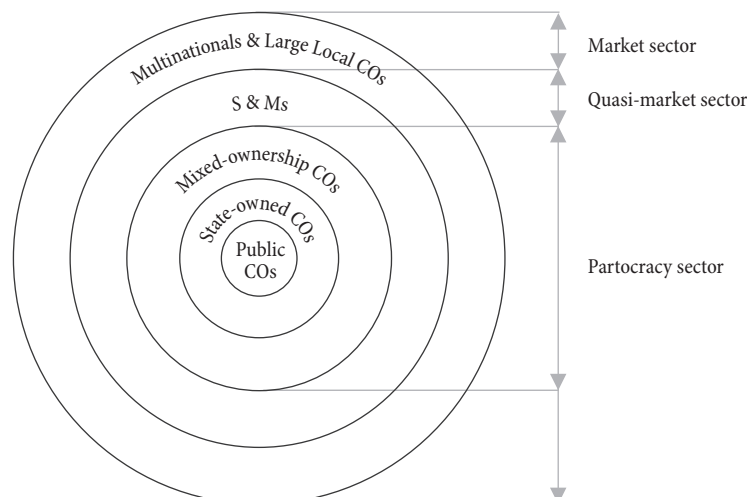 Multinationals & Large Local COs
S & Ms
Mixed-ownership COs
State-owned COs
Public
COs
Market sector
Quasi-market sector
Partocracy sector